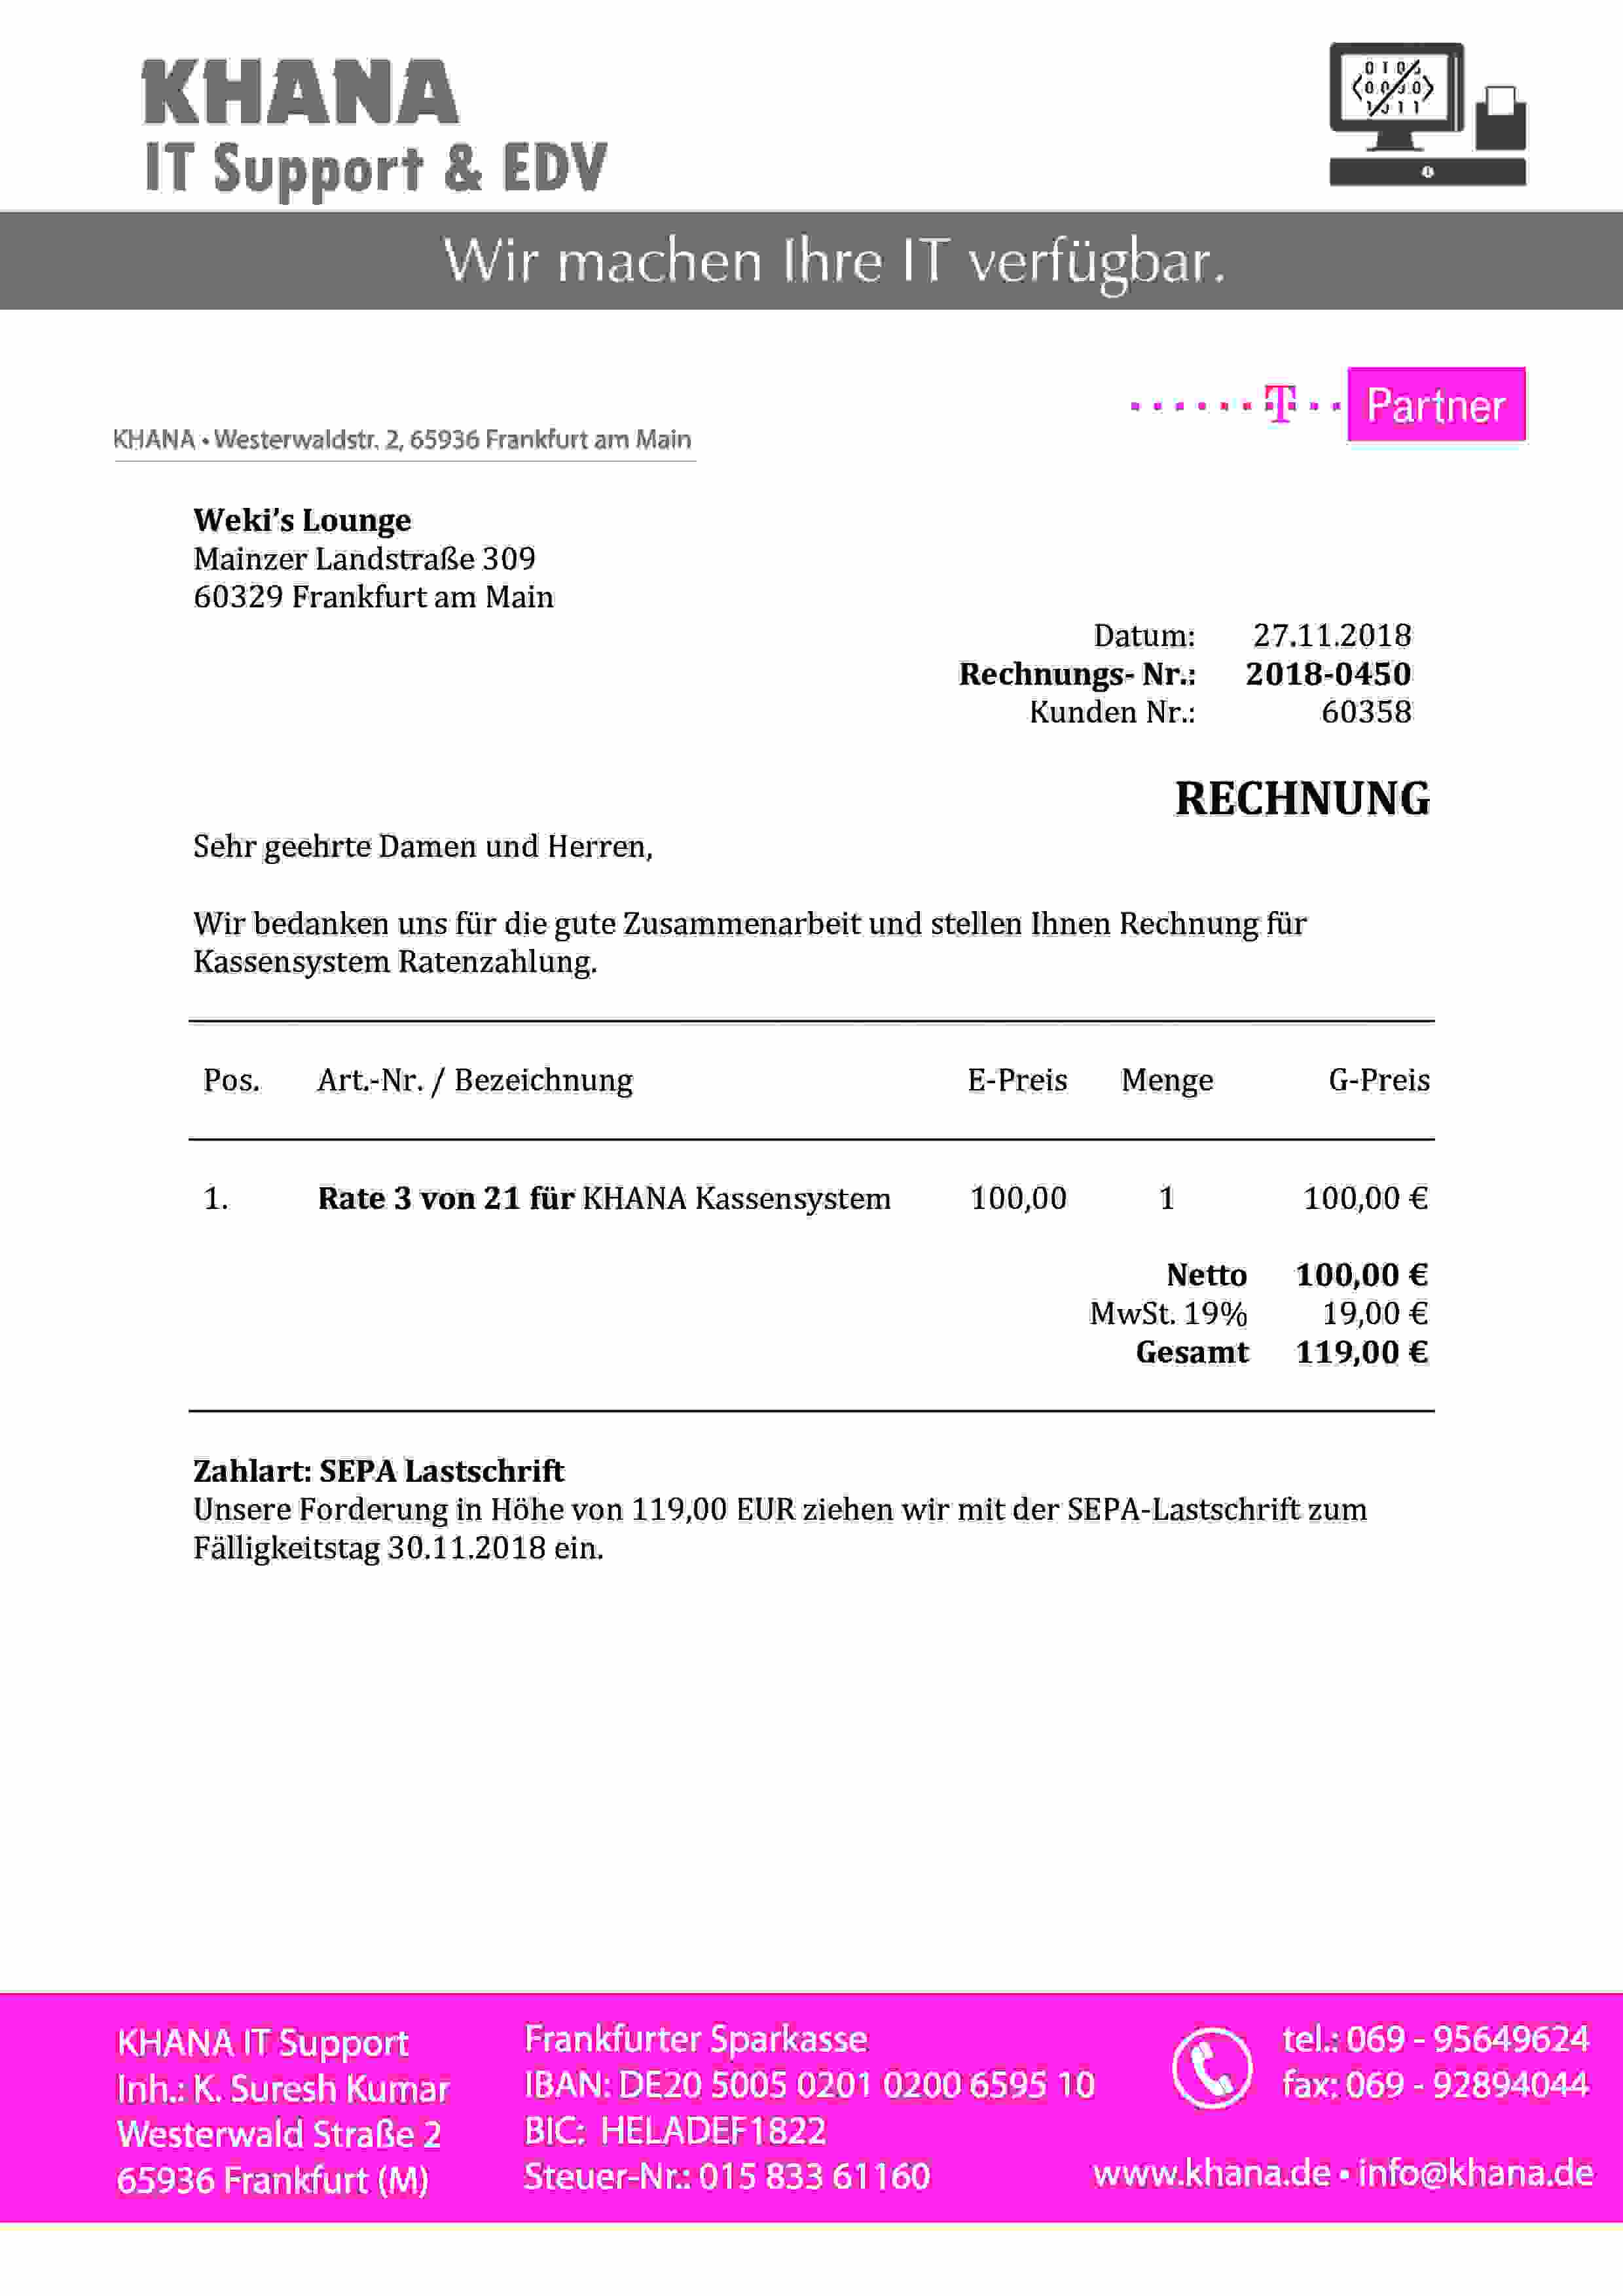 KHANA
IT Support & EDV
Wir machen Ihre IT verfügbar.
T Partner
KHANA • Westerwaldstr. 2, 65936 Frankfurt am Main
Weki's Lounge
Mainzer Landstraße 309
60329 Frankfurt am Main
Datum: 27.11.2018
Rechnungs- Nr.: 2018-0450
Kunden Nr.: 60358
RECHNUNG
Sehr geehrte Damen und Herren,
Wir bedanken uns für die gute Zusammenarbeit und stellen Ihnen Rechnung für
Kassensystem Ratenzahlung.
Pos. Art.-Nr. / Bezeichnung E-Preis Menge G-Preis
1. Rate 3 von 21 für KHANA Kassensystem 100,00 1 100,00 €
Netto 100,00 €
MwSt. 19% 19,00 €
Gesamt 119,00 €
Zahlart: SEPA Lastschrift
Unsere Forderung in Höhe von 119,00 EUR ziehen wir mit der SEPA-Lastschrift zum
Fälligkeitstag 30.11.2018 ein.
KHANA IT Support
Inh.: K. Suresh Kumar
Westerwald Straße 2
65936 Frankfurt (M)
Frankfurter Sparkasse
IBAN: DE20 5005 0201 0200 6595 10
BIC: HELADEF1822
Steuer-Nr.: 015 833 61160
tel.: 069 - 95649624
fax: 069 - 92894044
www.khana.de • info@khana.de